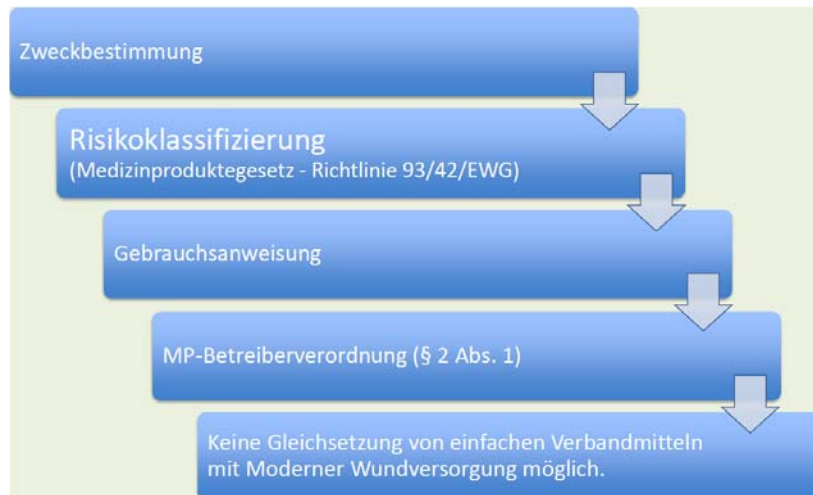 Zweckbestimmung
Risikoklassifizierung
(Medizinproduktegesetz - Richtlinie 93/42/EWG)
Gebrauchsanweisung
MP-Betreiberverordnung (§ 2 Abs. 1)
Keine Gleichsetzung von einfachen Verbandmitteln
mit Moderner Wundversorgung möglich.